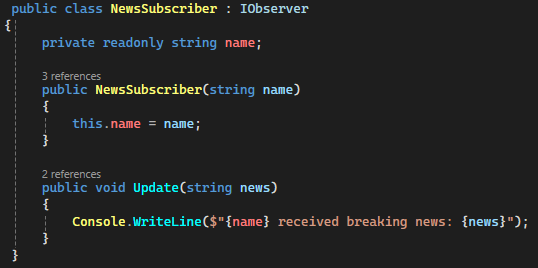 public class NewsSubscriber : IObserver
{
private readonly string name;
3 references
public NewsSubscriber(string name)
{
this.name = name;
}
2 references
public void Update(string news)
{
Console.WriteLine($"{name} received breaking news: {news}");
}
}